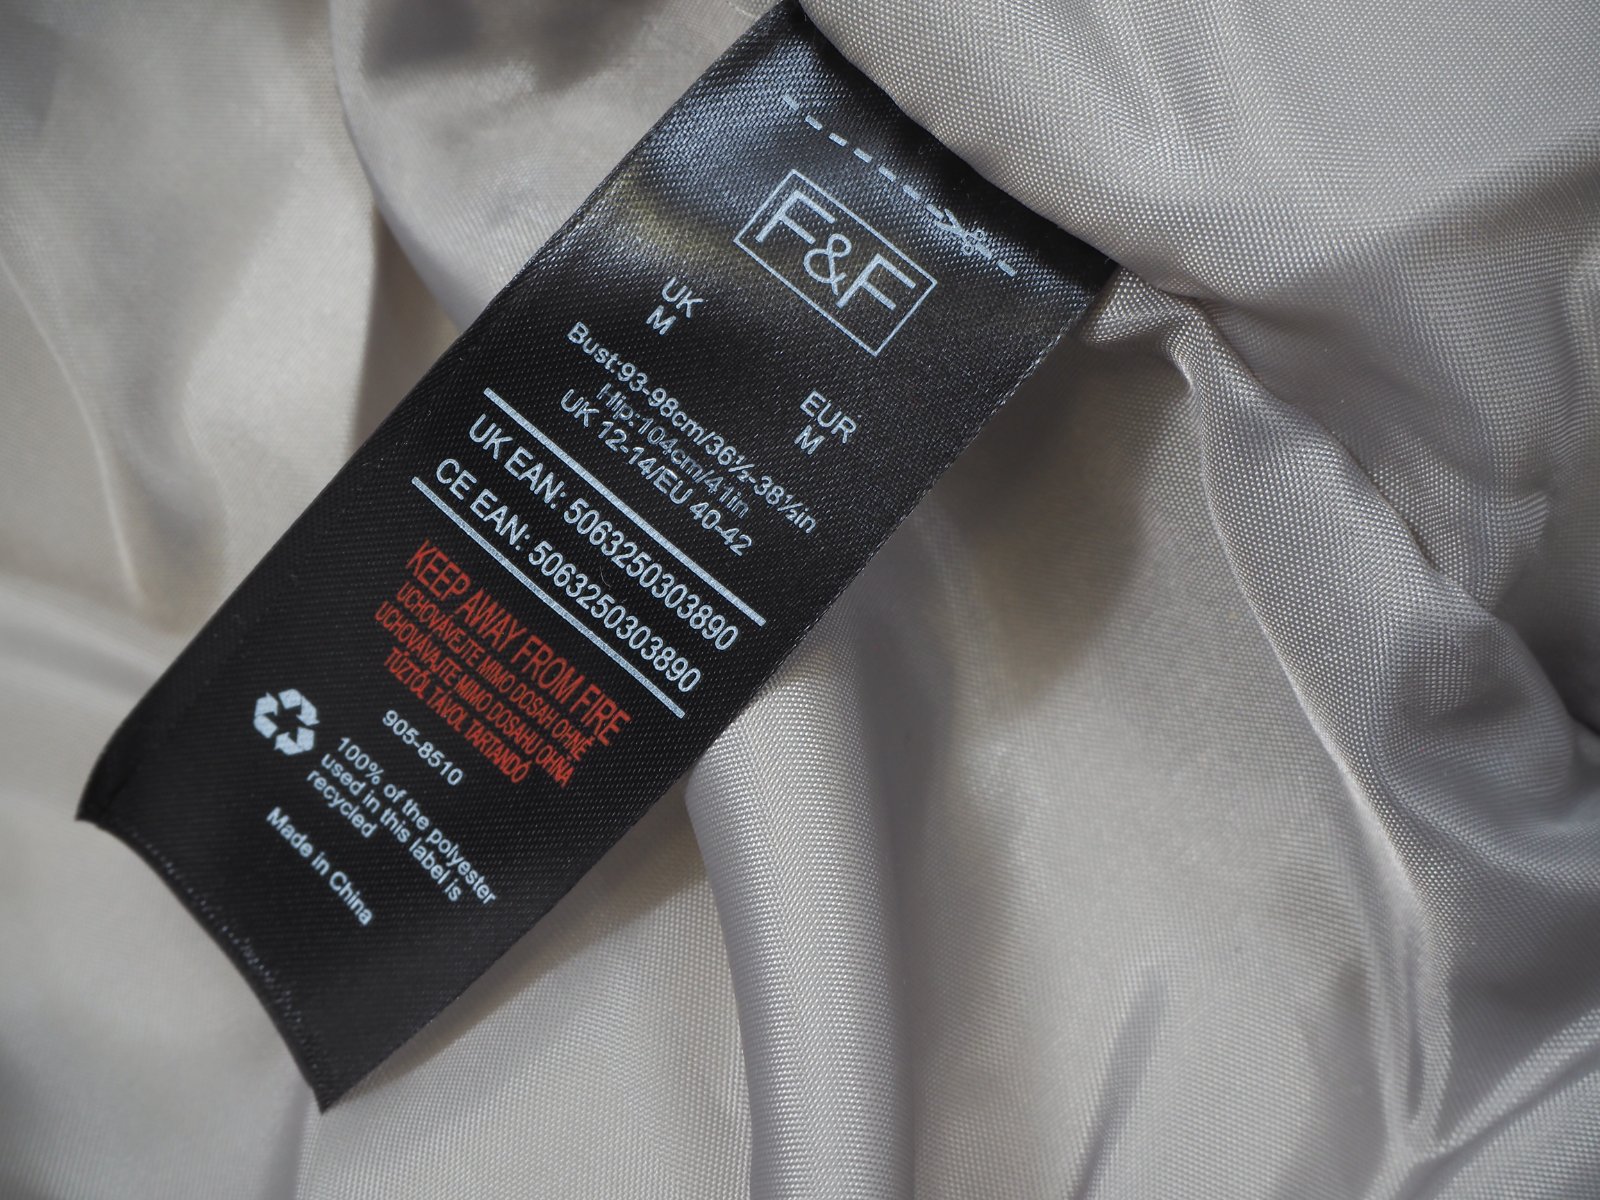 F&F
UK EUR
M M
Bust:93-98cm/36½-38½in
Hip:104cm/41in
UK 12-14/EU 40-42
UK EAN: 5063250303890
CE EAN: 5063250303890
KEEP AWAY FROM FIRE
UCHOVÁVEJTE MIMO DOSAH OHNĚ
UCHOVÁVAJTE MIMO DOSAHU OHŇA
TŰZTŐL TÁVOL TARTANDÓ
905-8510
100% of the polyester
used in this label is
recycled
Made in China